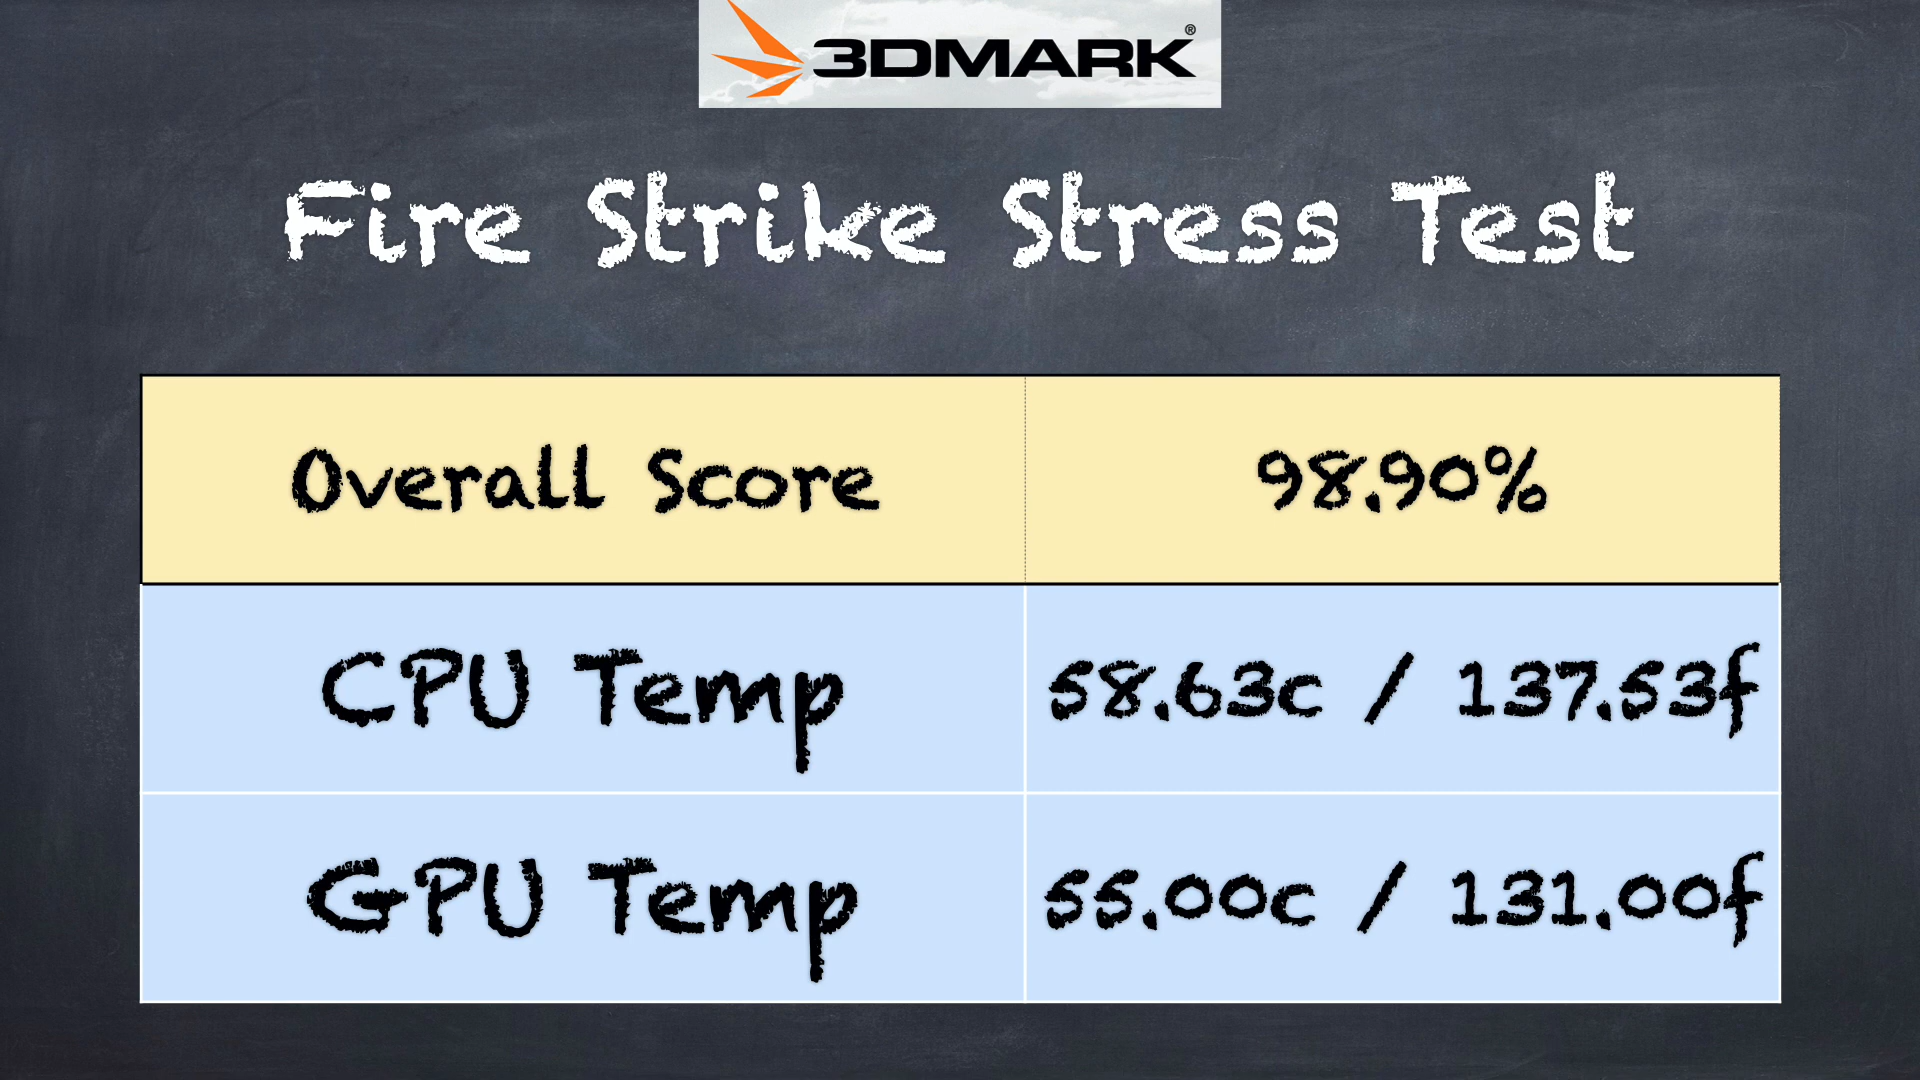 3DMARK®
Fire Strike Stress Test
Overall Score 98.90%
CPU Temp 58.63c / 137.53f
GPU Temp 55.00c / 131.00f